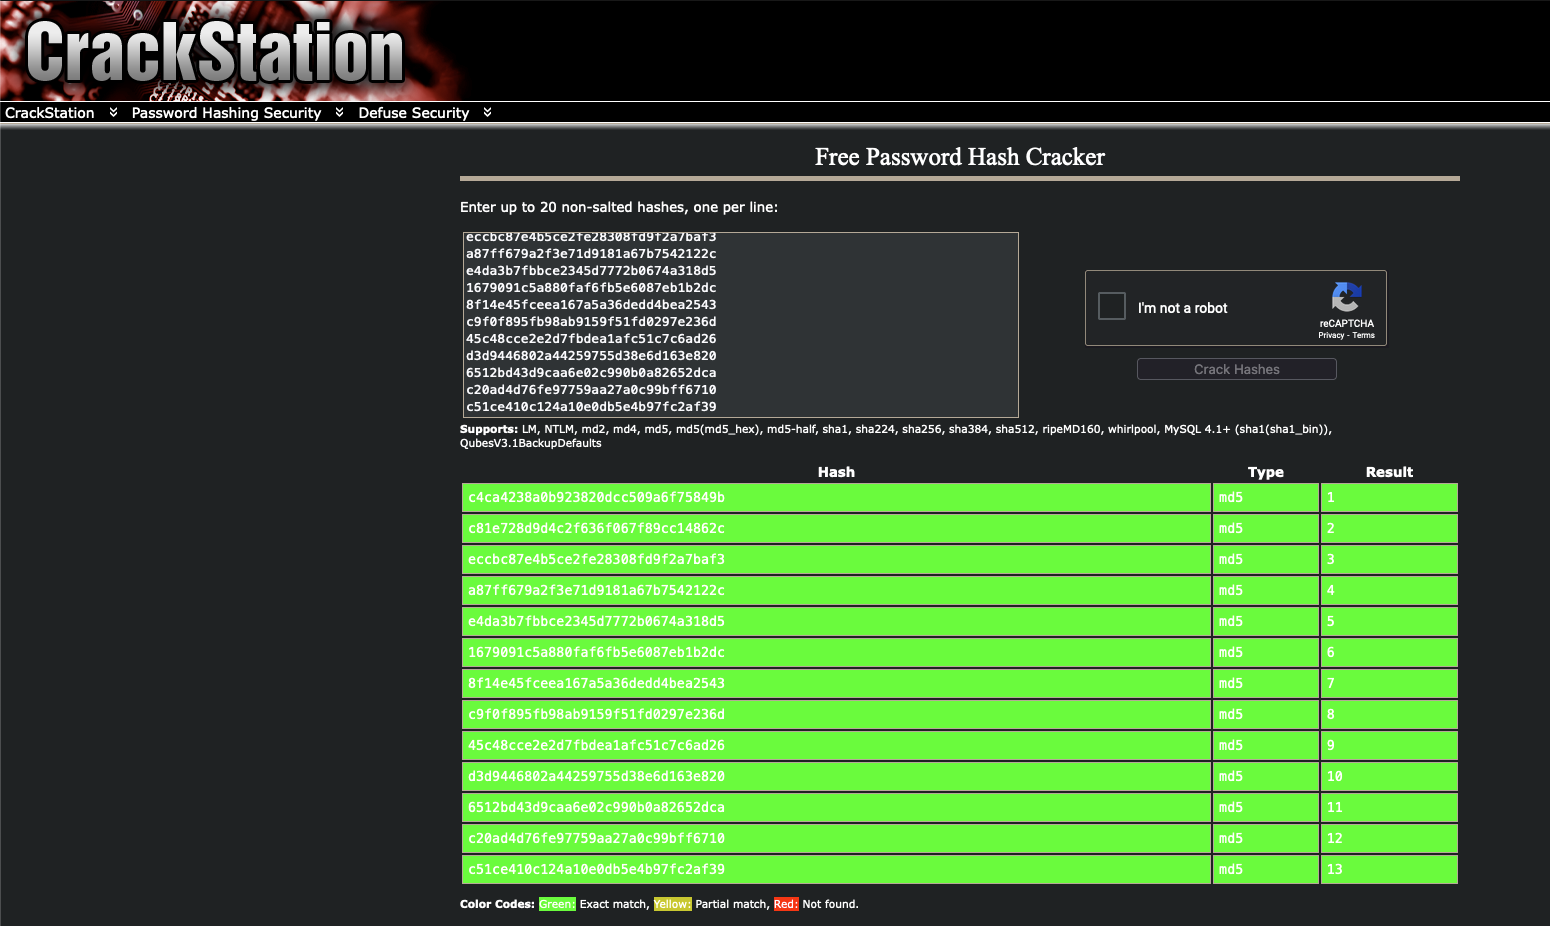 CrackStation
CrackStation Password Hashing Security Defuse Security
Free Password Hash Cracker
Enter up to 20 non-salted hashes, one per line:
eccbc87e4b5ce2fe28308fd9f2a7baf3
a87ff679a2f3e71d9181a67b7542122c
e4da3b7fbbce2345d7772b0674a318d5
1679091c5a880faf6fb5e6087eb1b2dc
8f14e45fceea167a5a36dedd4bea2543
c9f0f895fb98ab9159f51fd0297e236d
45c48cce2e2d7fbdea1afc51c7c6ad26
d3d9446802a44259755d38e6d163e820
6512bd43d9caa6e02c990b0a82652dca
c20ad4d76fe97759aa27a0c99bff6710
c51ce410c124a10e0db5e4b97fc2af39
I'm not a robot
reCAPTCHA
Privacy - Terms
Crack Hashes
Supports: LM, NTLM, md2, md4, md5, md5(md5_hex), md5-half, sha1, sha224, sha256, sha384, sha512, ripeMD160, whirlpool, MySQL 4.1+ (sha1(sha1_bin)),
QubesV3.1BackupDefaults
Hash Type Result
c4ca4238a0b923820dcc509a6f75849b md5 1
c81e728d9d4c2f636f067f89cc14862c md5 2
eccbc87e4b5ce2fe28308fd9f2a7baf3 md5 3
a87ff679a2f3e71d9181a67b7542122c md5 4
e4da3b7fbbce2345d7772b0674a318d5 md5 5
1679091c5a880faf6fb5e6087eb1b2dc md5 6
8f14e45fceea167a5a36dedd4bea2543 md5 7
c9f0f895fb98ab9159f51fd0297e236d md5 8
45c48cce2e2d7fbdea1afc51c7c6ad26 md5 9
d3d9446802a44259755d38e6d163e820 md5 10
6512bd43d9caa6e02c990b0a82652dca md5 11
c20ad4d76fe97759aa27a0c99bff6710 md5 12
c51ce410c124a10e0db5e4b97fc2af39 md5 13
Color Codes: Green: Exact match, Yellow: Partial match, Red: Not found.